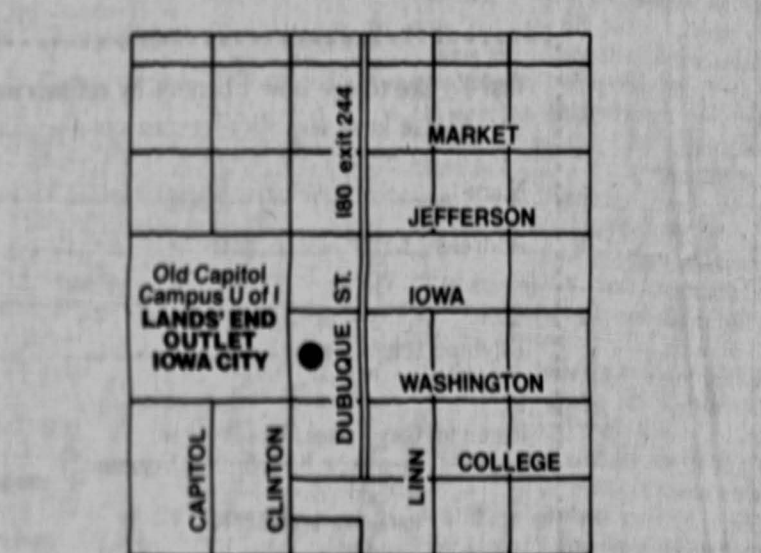 MARKET
I80 exit 244
JEFFERSON
Old Capitol
Campus U of I
LANDS' END
OUTLET
IOWA CITY
DUBUQUE ST.
IOWA
WASHINGTON
CAPITOL
CLINTON
LINN
COLLEGE